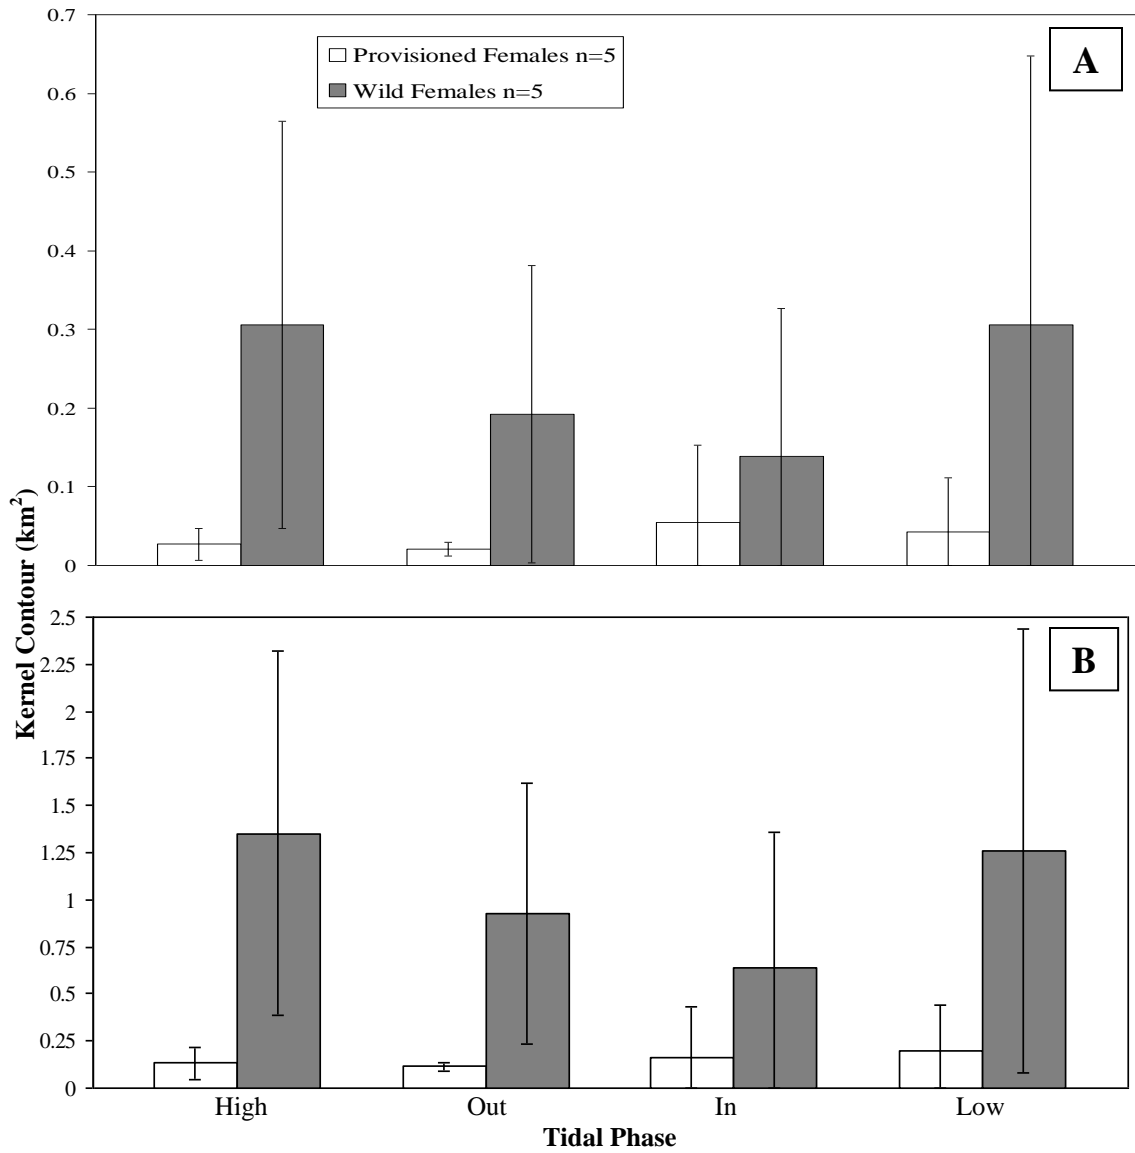 0.7
0.6
0.5
0.4
0.3
0.2
0.1
0
Provisioned Females n=5
Wild Females n=5
A
Kernel Contour (km²)
2.5
2.25
2
1.75
1.5
1.25
1
0.75
0.5
0.25
0
B
High Out In Low
Tidal Phase